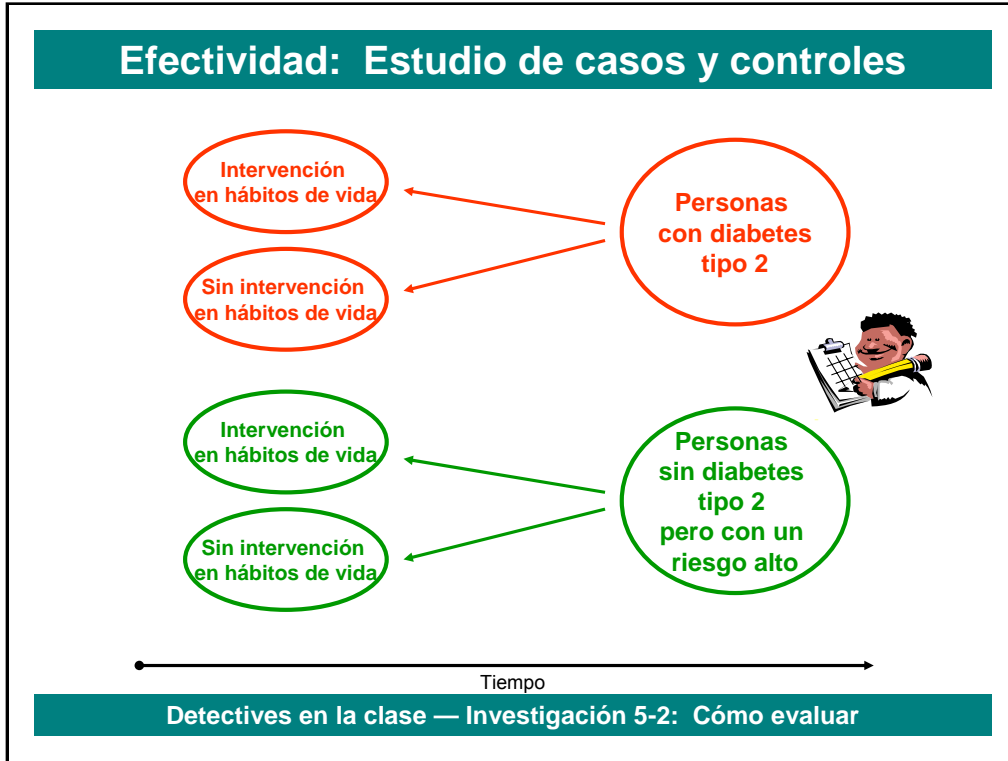 Efectividad: Estudio de casos y controles
Intervención
en hábitos de vida
Sin intervención
en hábitos de vida
Personas
con diabetes
tipo 2
Intervención
en hábitos de vida
Sin intervención
en hábitos de vida
Personas
sin diabetes
tipo 2
pero con un
riesgo alto
Tiempo
Detectives en la clase — Investigación 5-2: Cómo evaluar